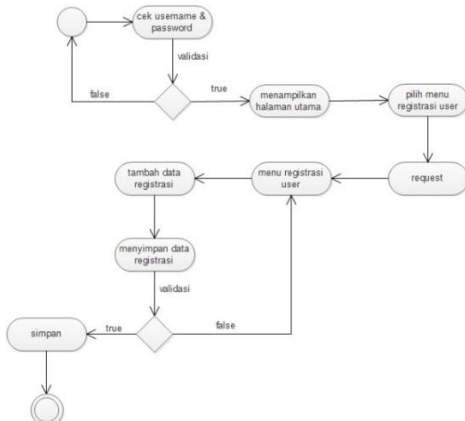 cek username &
password
validasi
false
true
menampilkan
halaman utama
pilih menu
registrasi user
tambah data
registrasi
menu registrasi
user
request
menyimpan data
registrasi
validasi
simpan
true
false